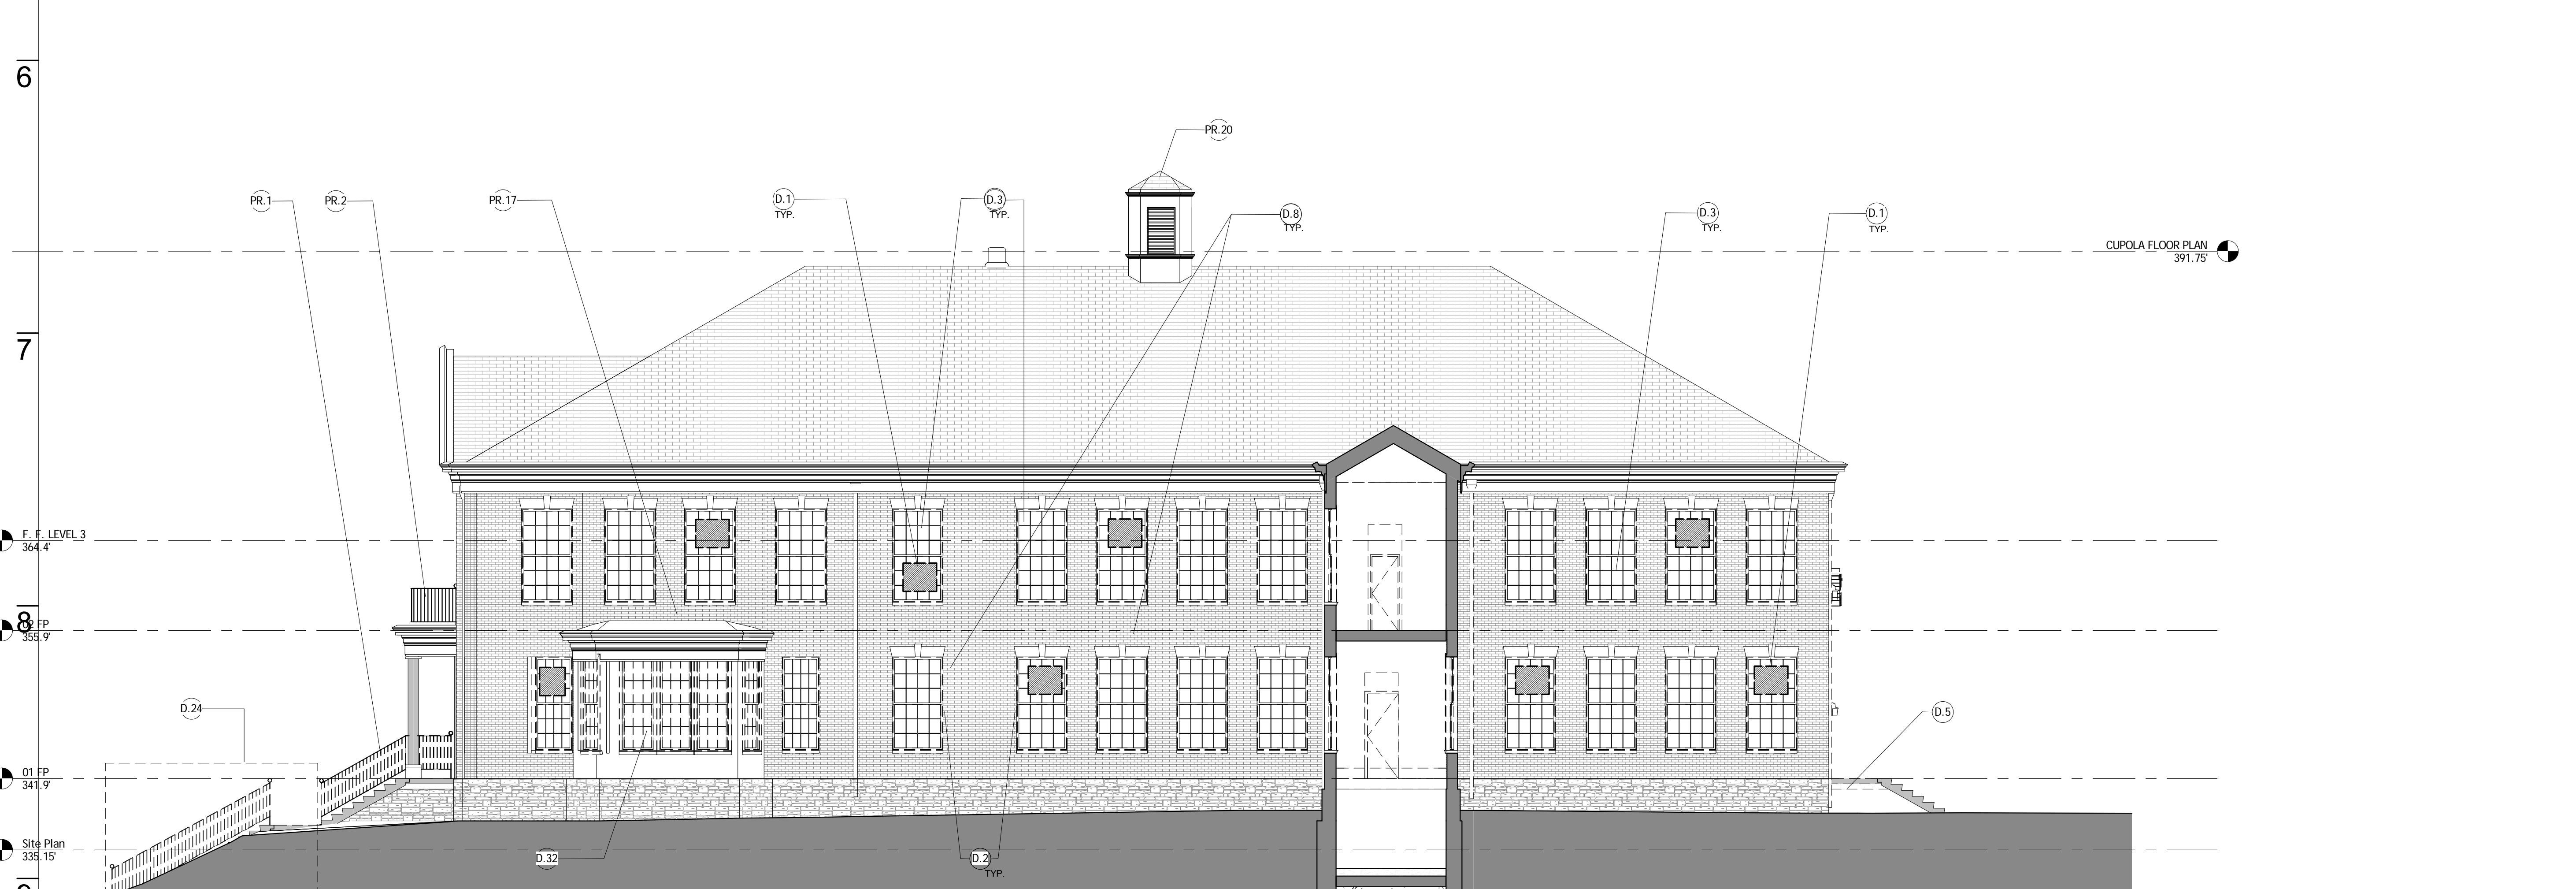 6
PR.20
PR.1
PR.2
PR.17
D.1
TYP.
D.3
TYP.
D.8
TYP.
D.3
TYP.
D.1
TYP.
CUPOLA FLOOR PLAN
391.75'
7
F. F. LEVEL 3
364.4'
8
02 FP
355.9'
D.24
D.5
01 FP
341.9'
Site Plan
335.15'
D.32
D.2
TYP.